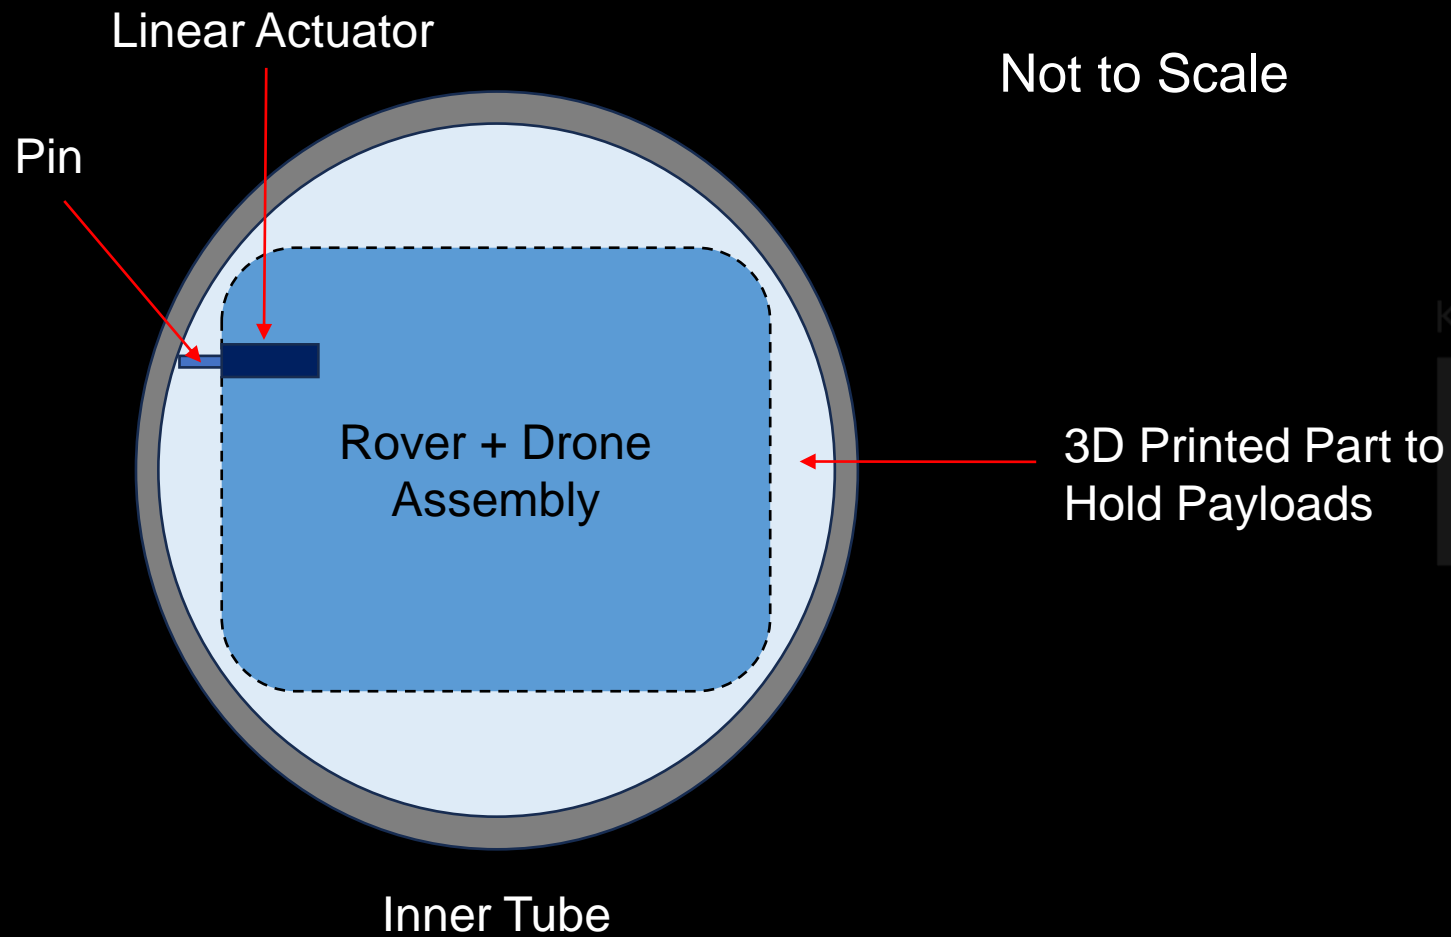 Linear Actuator
Not to Scale
Pin
Rover + Drone
Assembly
3D Printed Part to
Hold Payloads
Inner Tube